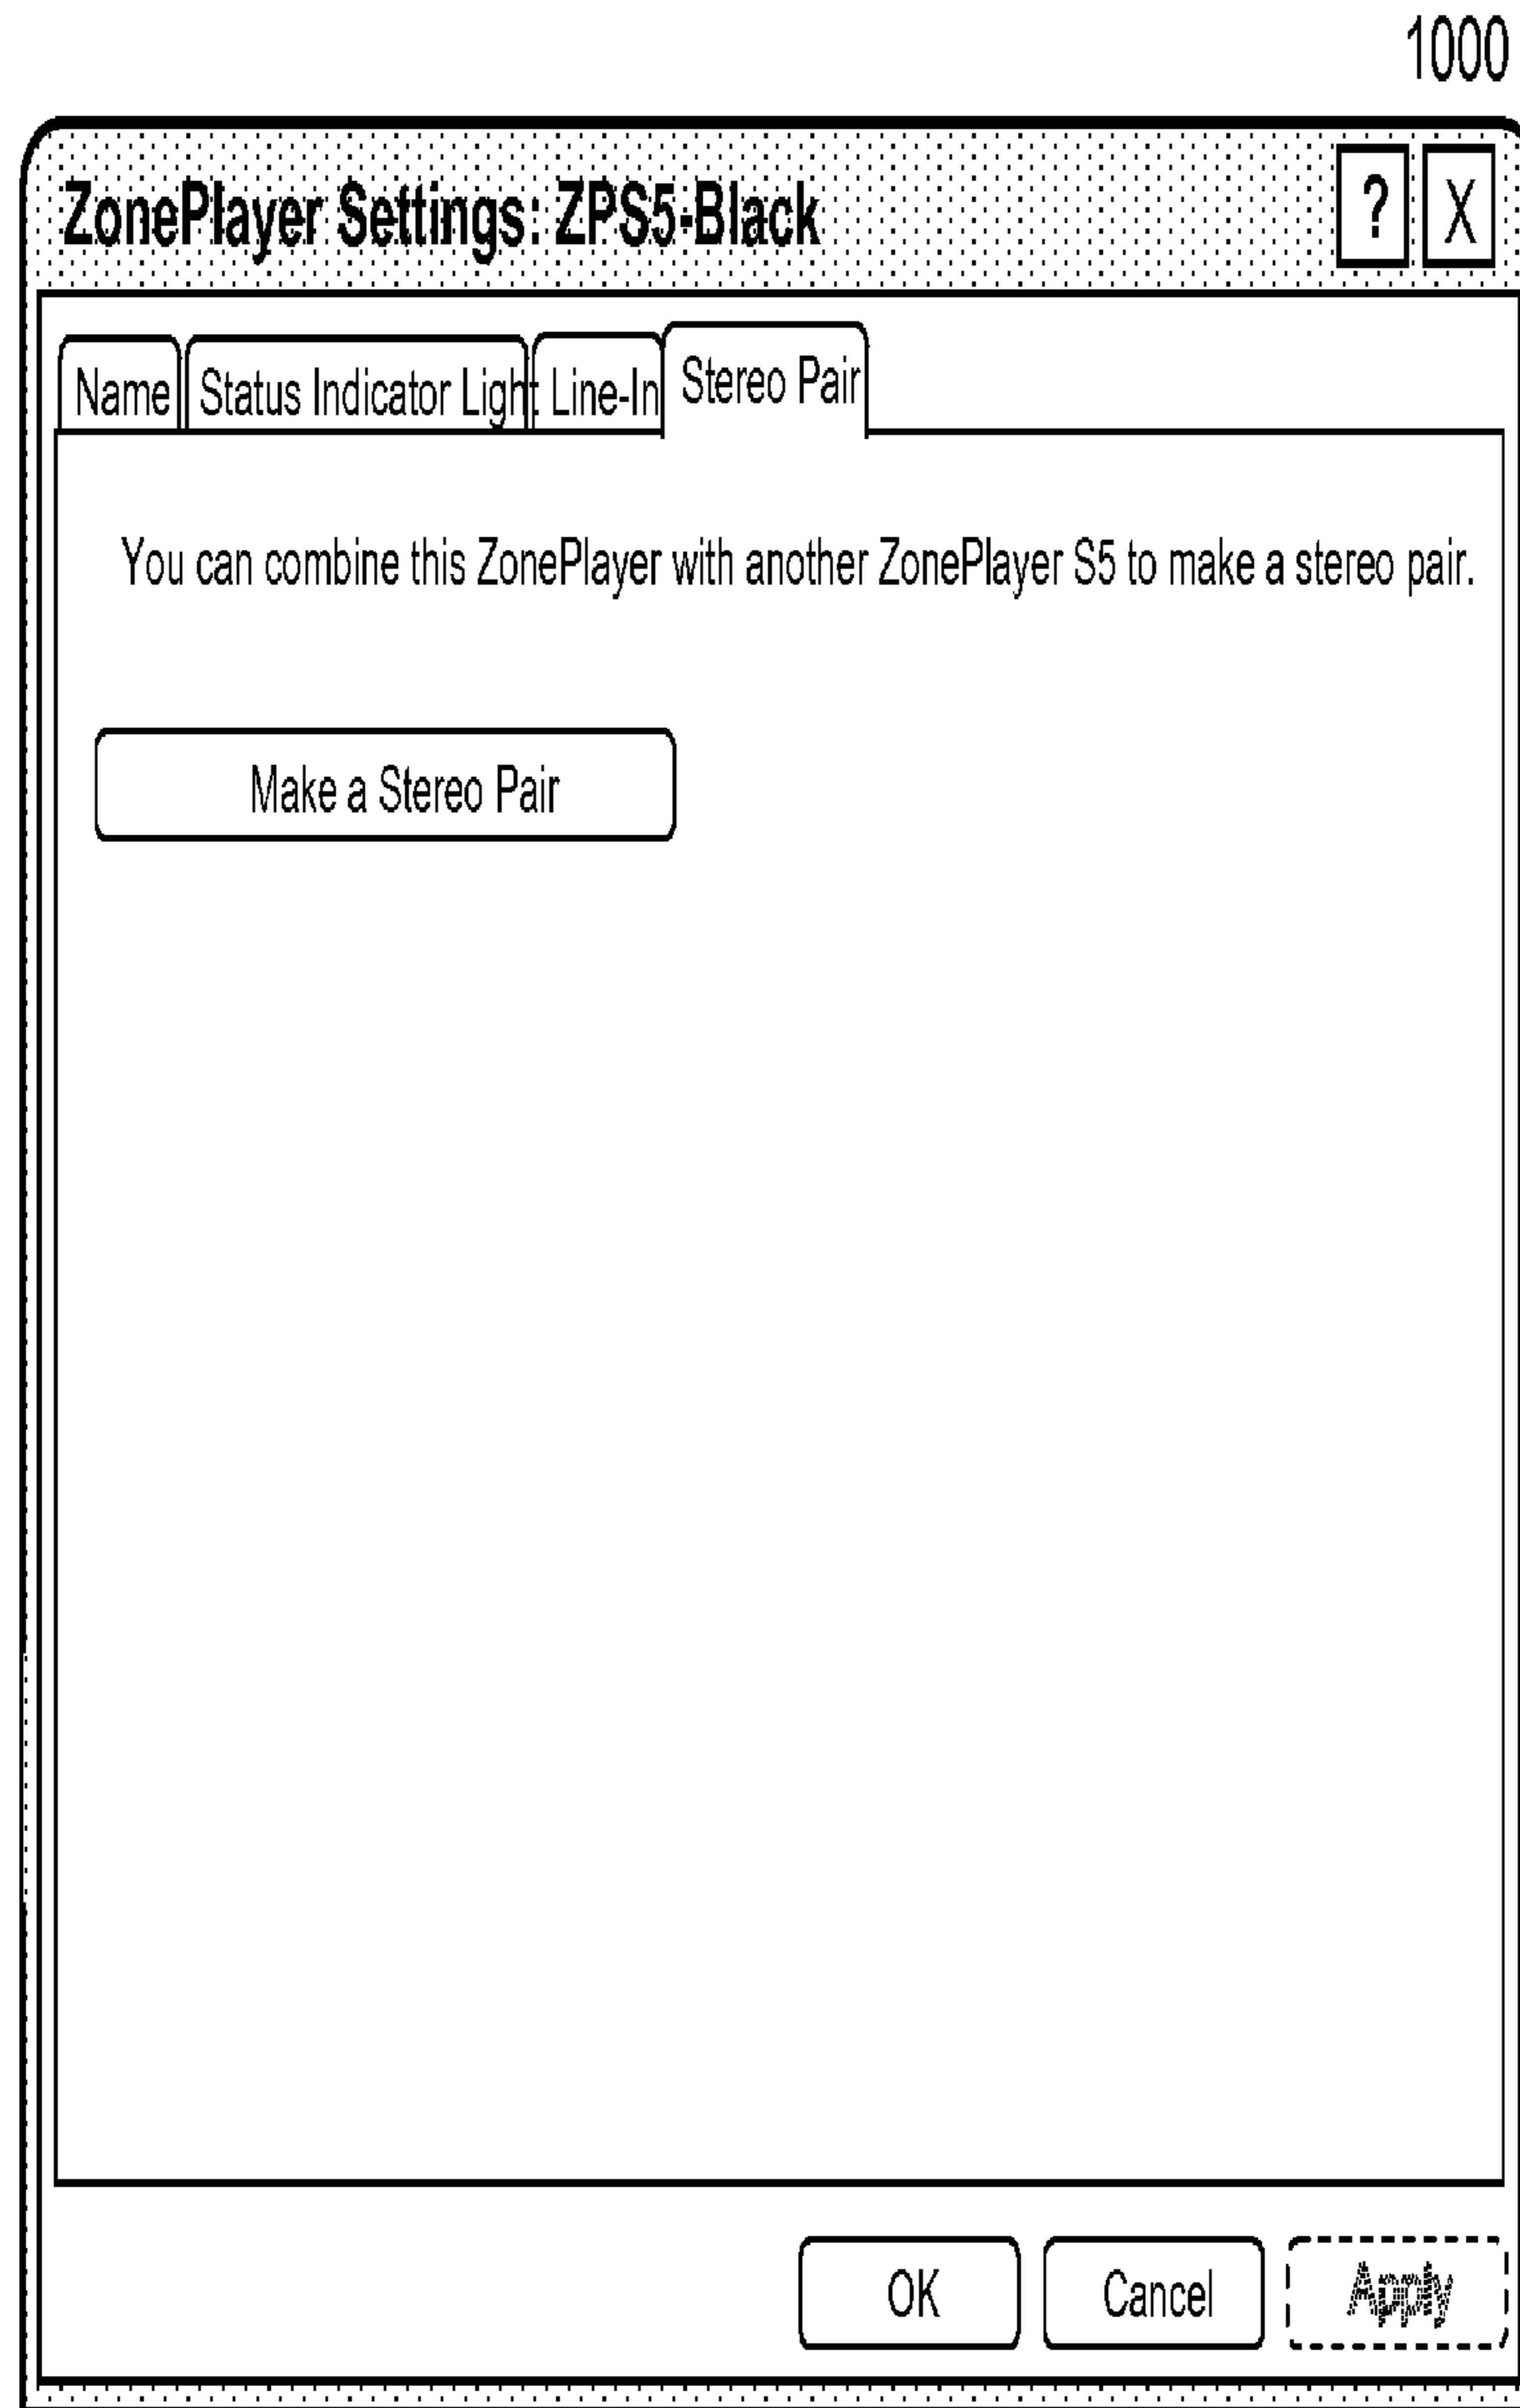 1000
ZonePlayer Settings: ZPS5-Black ? X
Name Status Indicator Light Line-In Stereo Pair
You can combine this ZonePlayer with another ZonePlayer S5 to make a stereo pair.
Make a Stereo Pair
OK Cancel Apply